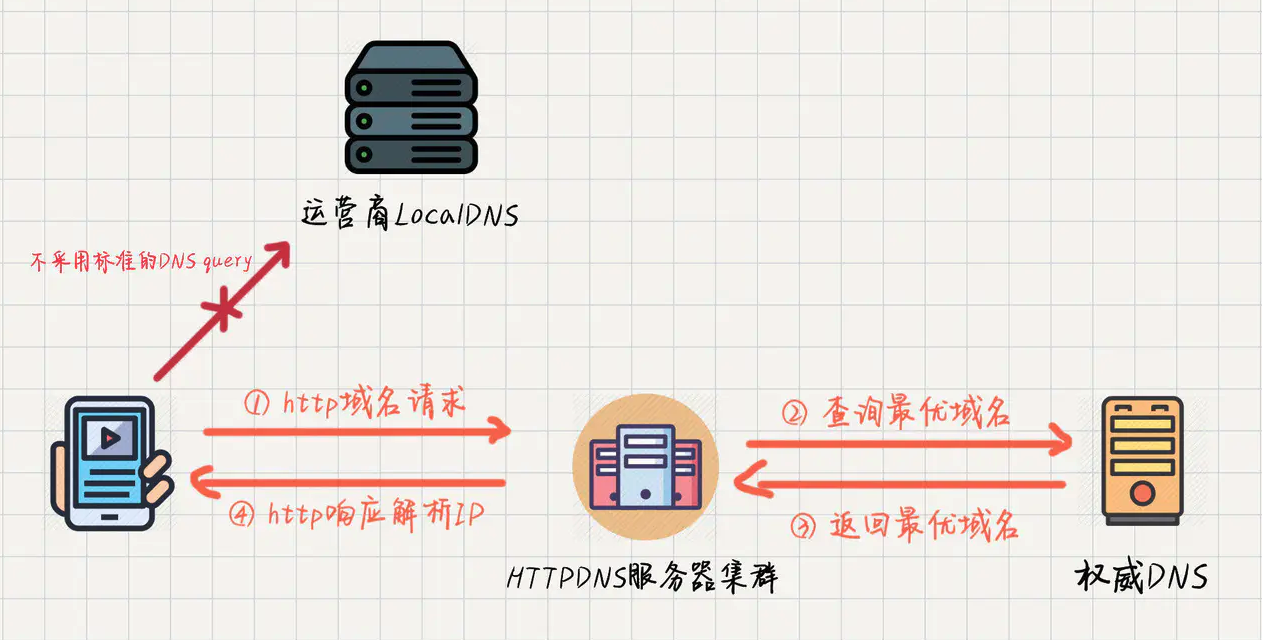 运营商LocalDNS
不采用标准的DNS query
① http域名请求
② 查询最优域名
④ http响应解析IP
③ 返回最优域名
HTTPDNS服务器集群
权威DNS